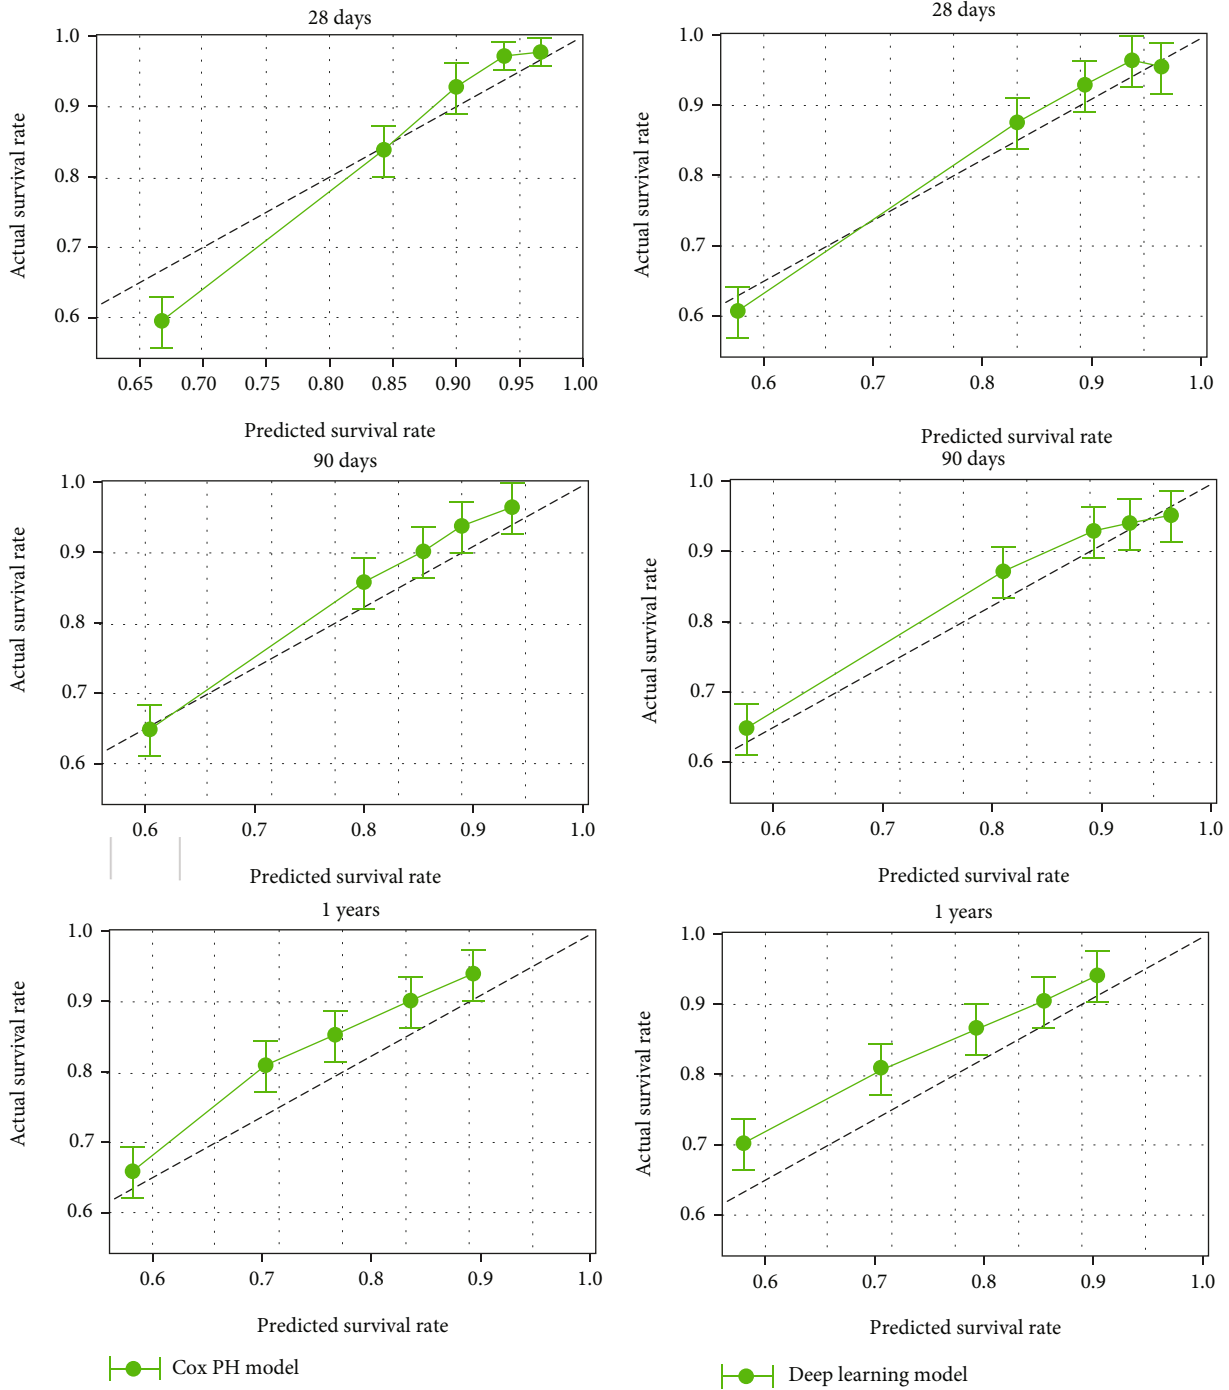 28 days
1.0
0.9
0.8
0.7
0.6
Actual survival rate
0.65 0.70 0.75 0.80 0.85 0.90 0.95 1.00
Predicted survival rate
28 days
1.0
0.9
0.8
0.7
0.6
Actual survival rate
0.6 0.7 0.8 0.9 1.0
Predicted survival rate
90 days
1.0
0.9
0.8
0.7
0.6
Actual survival rate
0.6 0.7 0.8 0.9 1.0
Predicted survival rate
90 days
1.0
0.9
0.8
0.7
0.6
Actual survival rate
0.6 0.7 0.8 0.9 1.0
Predicted survival rate
1 years
1.0
0.9
0.8
0.7
0.6
Actual survival rate
0.6 0.7 0.8 0.9 1.0
Predicted survival rate
1 years
1.0
0.9
0.8
0.7
0.6
Actual survival rate
0.6 0.7 0.8 0.9 1.0
Predicted survival rate
Cox PH model
Deep learning model